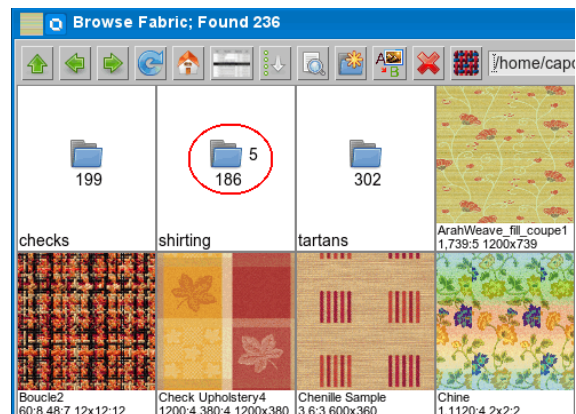 Browse Fabric; Found 236
A
B
/home/capo
5
199
186
302
checks
shirting
tartans
ArahWeave_fill_coupe1
1,739:5 1200x739
Boucle2
60:8 48:7 12x12:12
Check Upholstery4
1200:4 380:4 1200x380
Chenille Sample
3 6:3 600x360
Chine
1 1120:4 2x2:2